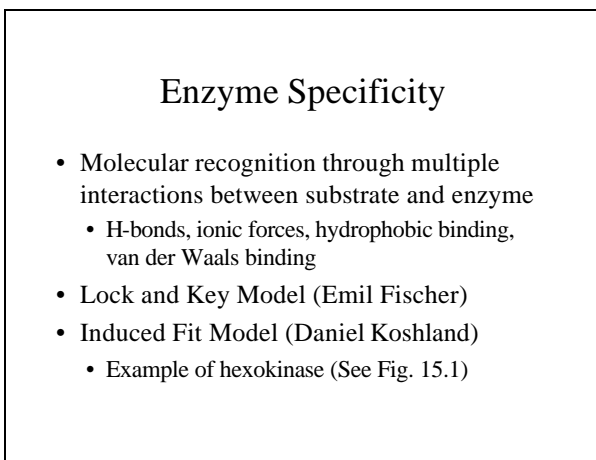 Enzyme Specificity
• Molecular recognition through multiple
interactions between substrate and enzyme
• H-bonds, ionic forces, hydrophobic binding,
van der Waals binding
• Lock and Key Model (Emil Fischer)
• Induced Fit Model (Daniel Koshland)
• Example of hexokinase (See Fig. 15.1)